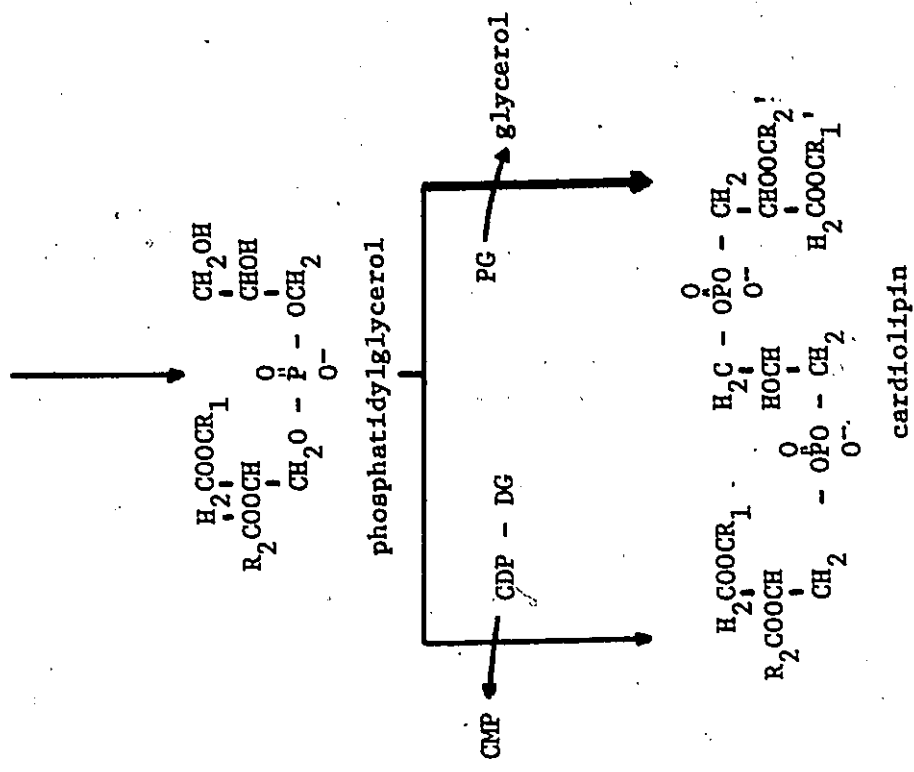 H2COOCR1 CH2OH
R2COOCH O CHOH
CH2O - P - OCH2
O-
phosphatidylglycerol
CMP CDP - DG PG glycerol
O
H2C - OPO - CH2
H2COOCR1 O HOCH O- CHOOCR2'
R2COOCH - OPO - CH2 H2COOCR1'
CH2 O-
cardiolipin